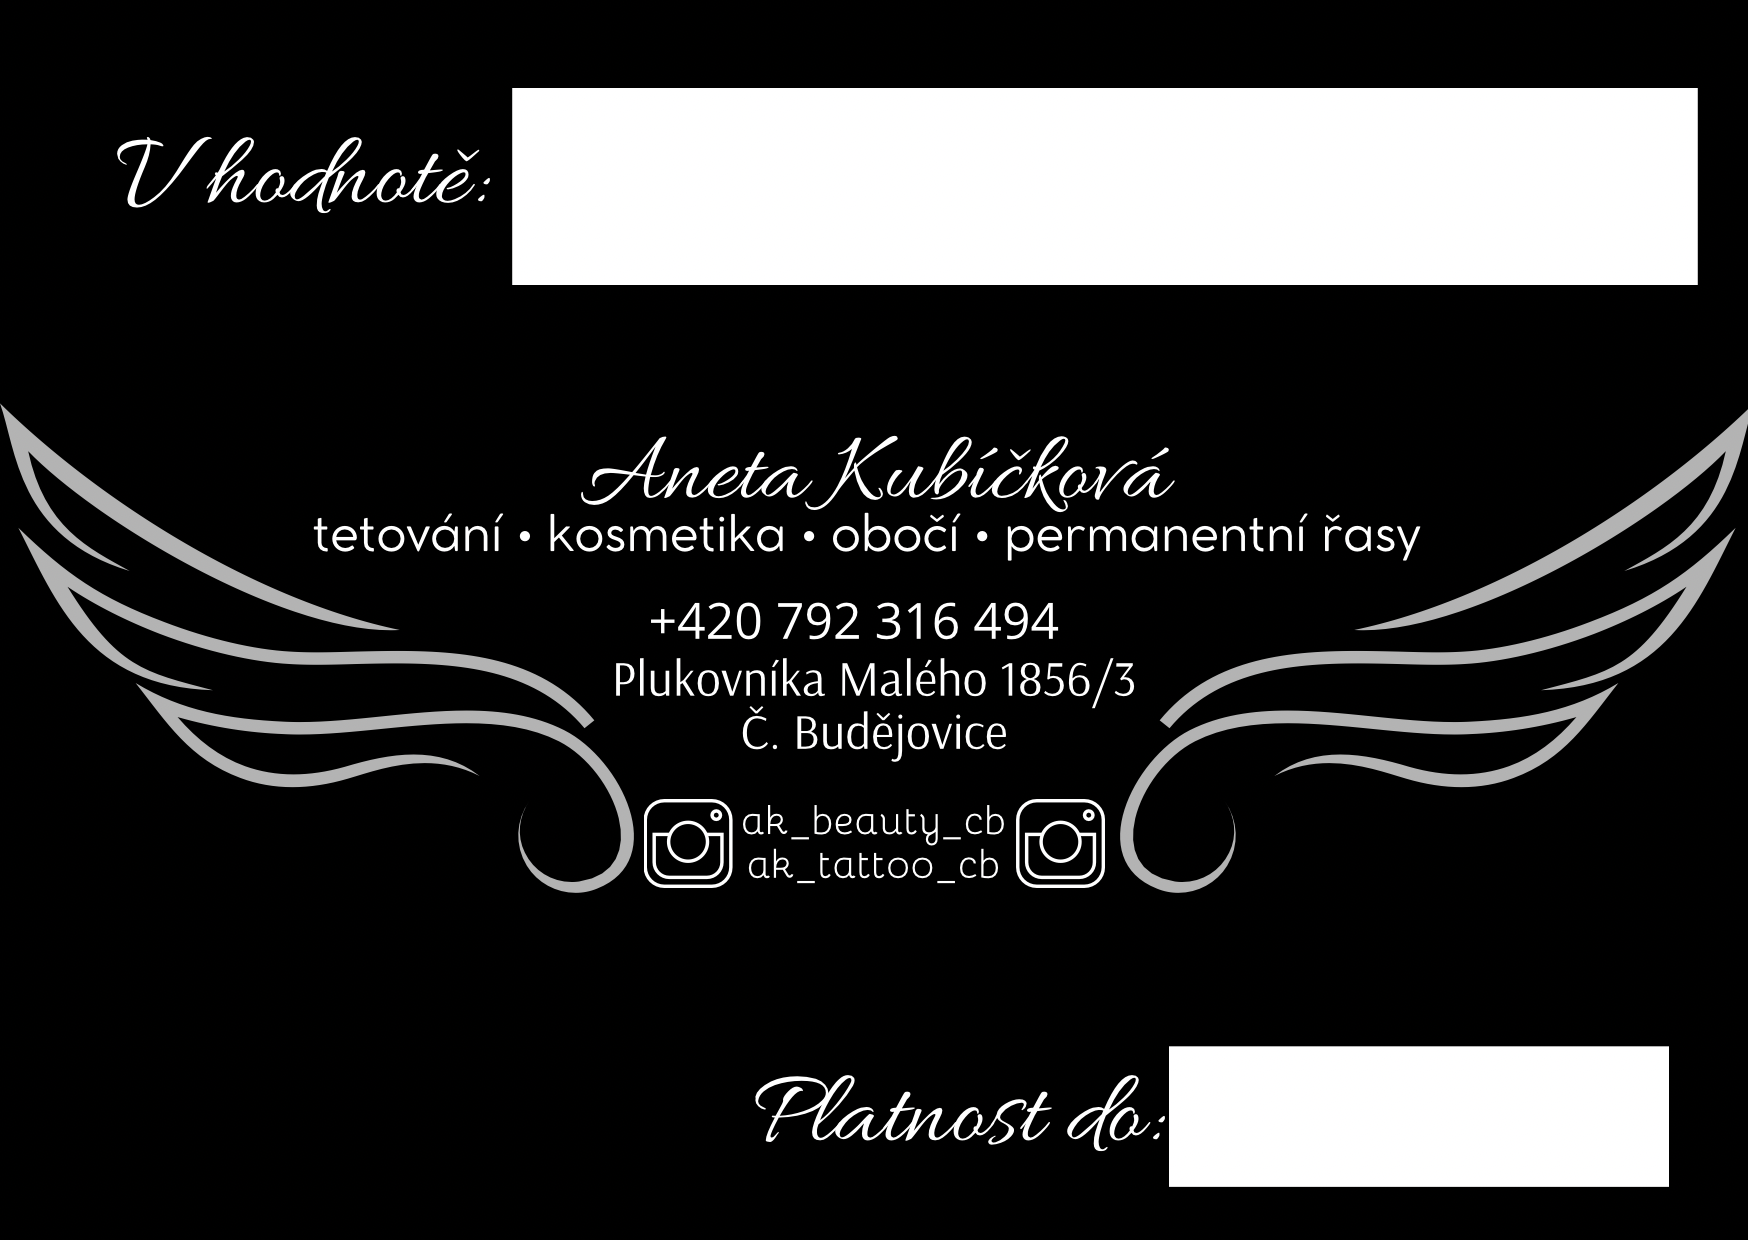 V hodnotě:
Aneta Kubíčková
tetování • kosmetika • obočí • permanentní řasy
+420 792 316 494
Plukovníka Malého 1856/3
Č. Budějovice
ak_beauty_cb
ak_tattoo_cb
Platnost do: